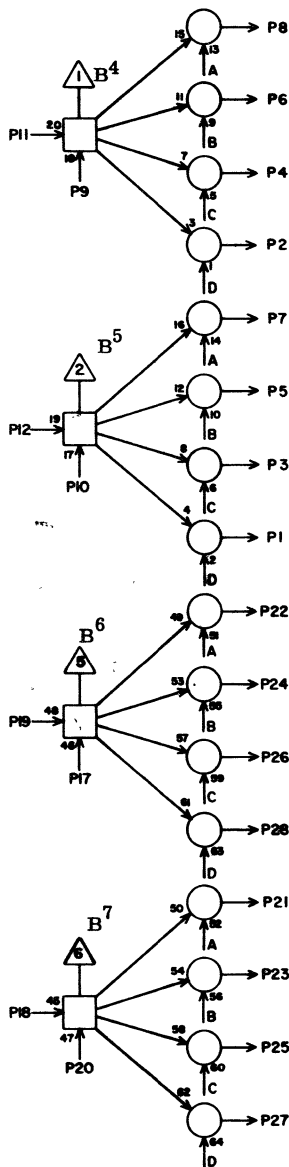 15 P8
13
1 B⁴ A
11 P6
P11 20 9
18 B
P9 7 P4
5
C
3 P2
1
D
16 P7
14
2 B⁵ A
12 P5
P12 19 10
17 B
P10 8 P3
6
C
4 P1
2
D
49 P22
51
5 B⁶ A
53 P24
P19 46 55
48 B
P17 57 P26
59
C
61 P28
63
D
50 P21
52
6 B⁷ A
54 P23
P18 45 56
47 B
P20 58 P25
60
C
62 P27
64
D